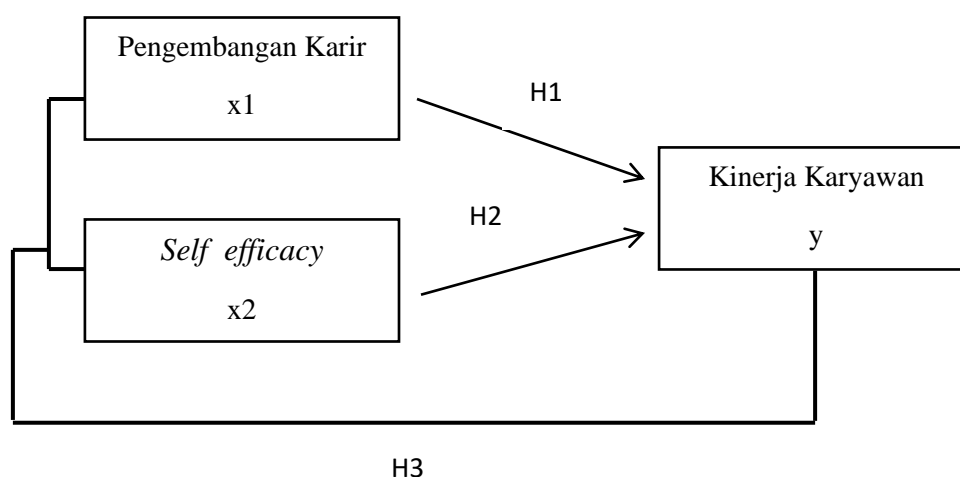 Pengembangan Karir
x1
H1
Kinerja Karyawan
y
H2
Self efficacy
x2
H3